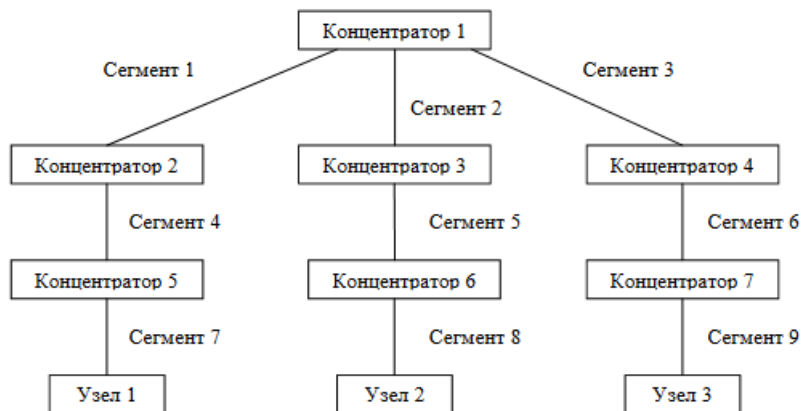 Концентратор 1
Сегмент 1
Сегмент 3
Сегмент 2
Концентратор 2
Концентратор 3
Концентратор 4
Сегмент 4
Сегмент 5
Сегмент 6
Концентратор 5
Концентратор 6
Концентратор 7
Сегмент 7
Сегмент 8
Сегмент 9
Узел 1
Узел 2
Узел 3